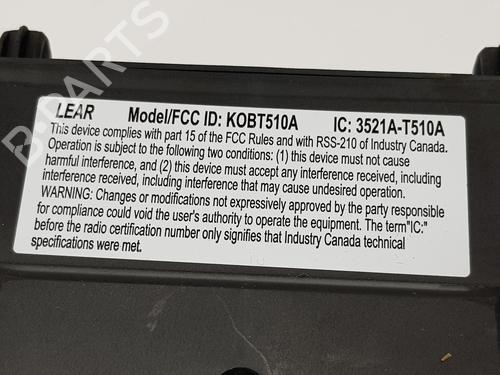 LEAR Model/FCC ID: KOBT510A IC: 3521A-T510A
This device complies with part 15 of the FCC Rules and with RSS-210 of Industry Canada.
Operation is subject to the following two conditions: (1) this device must not cause
harmful interference, and (2) this device must accept any interference received, including
interference received, including interference that may cause undesired operation.
WARNING: Changes or modifications not expressively approved by the party responsible
for compliance could void the user's authority to operate the equipment. The term"IC:"
before the radio certification number only signifies that Industry Canada technical
specifications were met.
B-PARTS